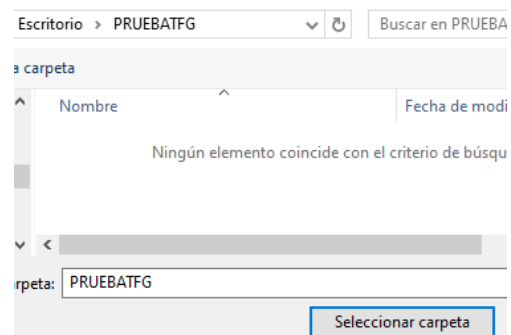 Escritorio > PRUEBATFG Buscar en PRUEBA
a carpeta
Nombre Fecha de modi
Ningún elemento coincide con el criterio de búsqu
rpeta: PRUEBATFG
Seleccionar carpeta